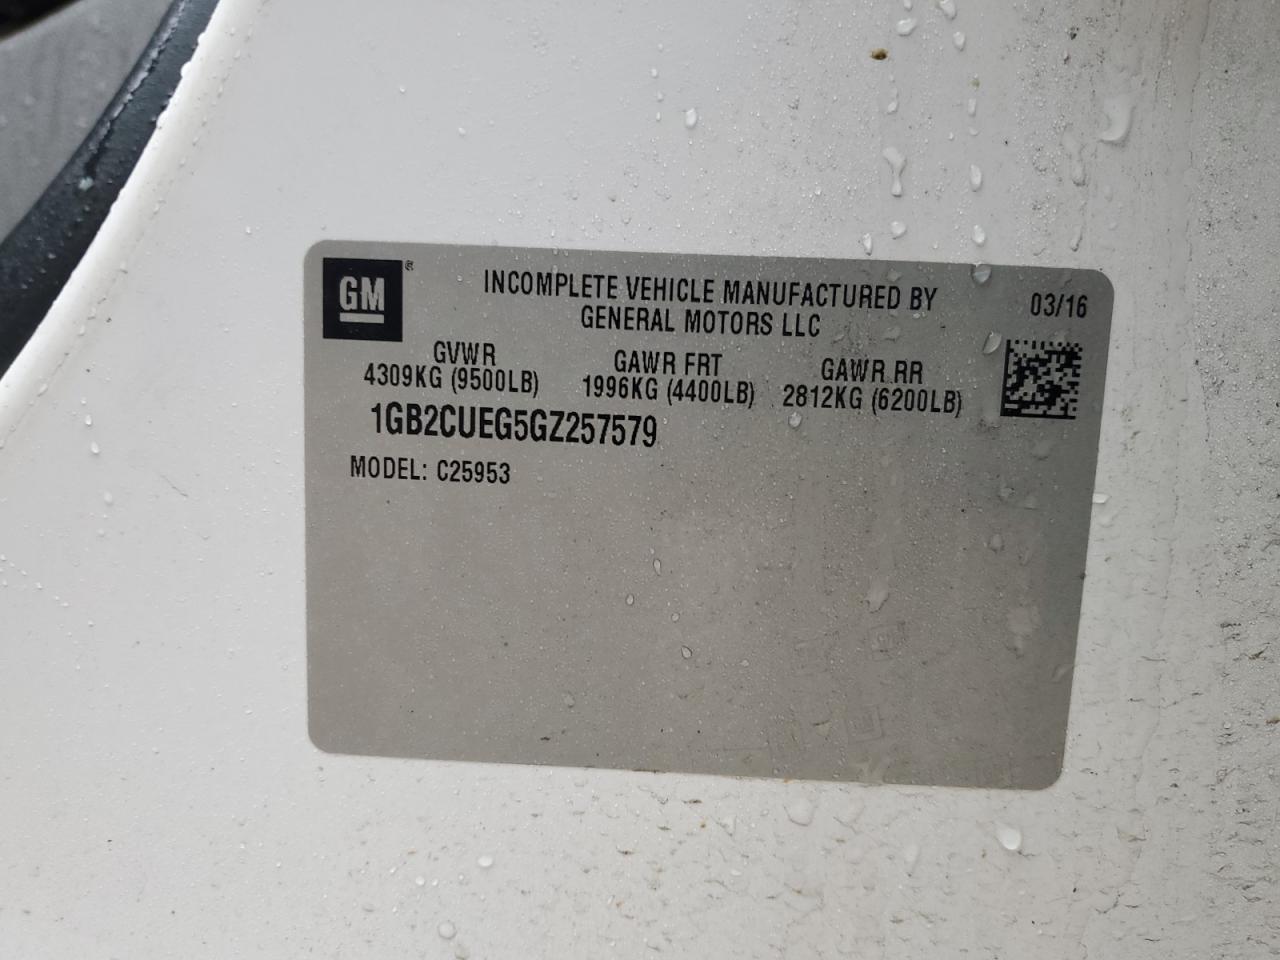 GM®
INCOMPLETE VEHICLE MANUFACTURED BY
GENERAL MOTORS LLC
03/16
GVWR GAWR FRT GAWR RR
4309KG (9500LB) 1996KG (4400LB) 2812KG (6200LB)
1GB2CUEG5GZ257579
MODEL: C25953